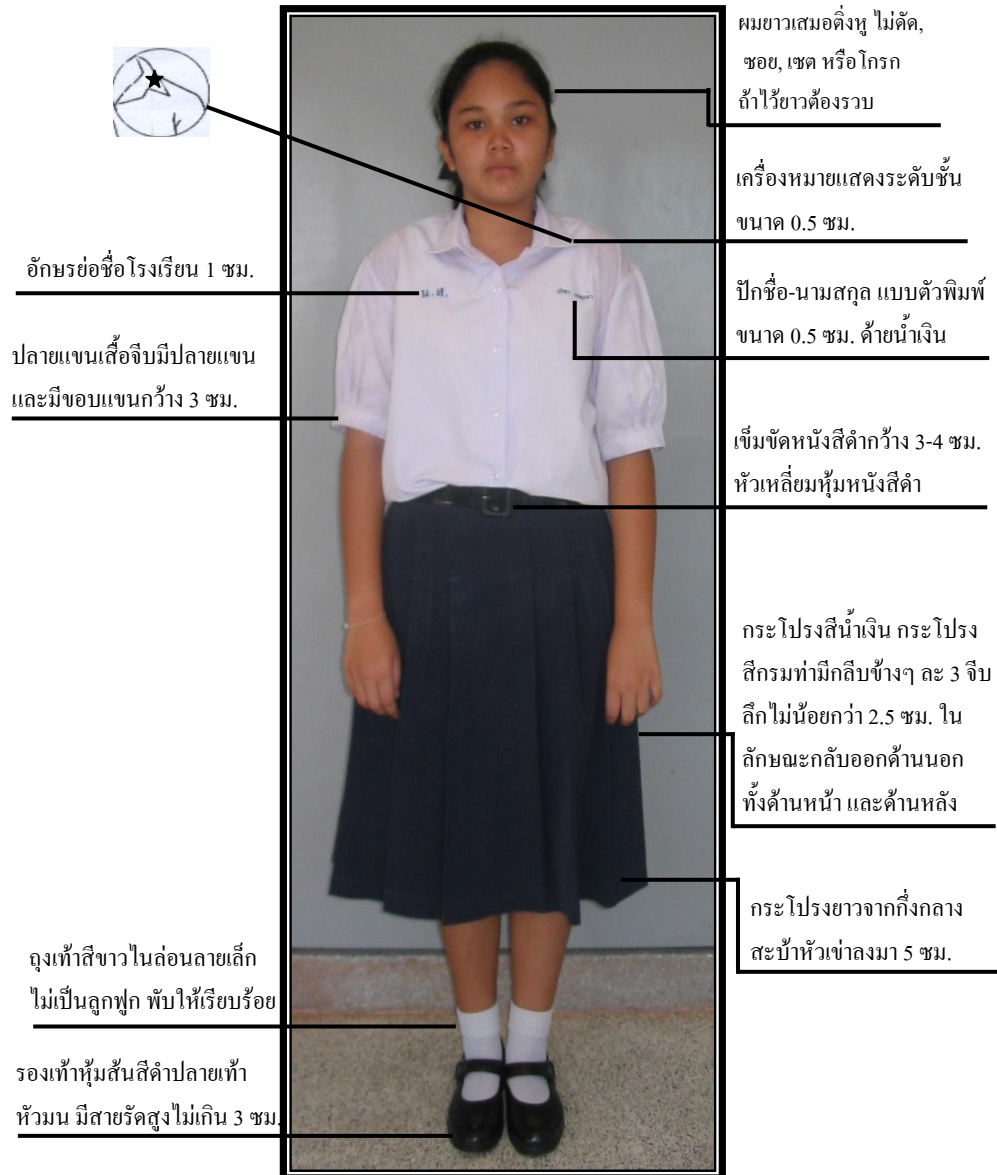 ผมยาวเสมอติ่งหู ไม่ดัด,
ซอย, เซต หรือโกรก
ถ้าไว้ยาวต้องรวบ
เครื่องหมายแสดงระดับชั้น
ขนาด 0.5 ซม.
อักษรย่อชื่อโรงเรียน 1 ซม.
น.ส.
ปักชื่อ-นามสกุล แบบตัวพิมพ์
ขนาด 0.5 ซม. ด้ายน้ำเงิน
ปลายแขนเสื้อจีบมีปลายแขน
และมีขอบแขนกว้าง 3 ซม.
เข็มขัดหนังสีดำกว้าง 3-4 ซม.
หัวเหลี่ยมหุ้มหนังสีดำ
กระโปรงสีน้ำเงิน กระโปรง
สีกรมท่ามีกลีบข้างๆ ละ 3 จีบ
ลึกไม่น้อยกว่า 2.5 ซม. ใน
ลักษณะกลับออกด้านนอก
ทั้งด้านหน้า และด้านหลัง
กระโปรงยาวจากกึ่งกลาง
สะบ้าหัวเข่าลงมา 5 ซม.
ถุงเท้าสีขาวไนล่อนลายเล็ก
ไม่เป็นลูกฟูก พับให้เรียบร้อย
รองเท้าหุ้มส้นสีดำปลายเท้า
หัวมน มีสายรัดสูงไม่เกิน 3 ซม.